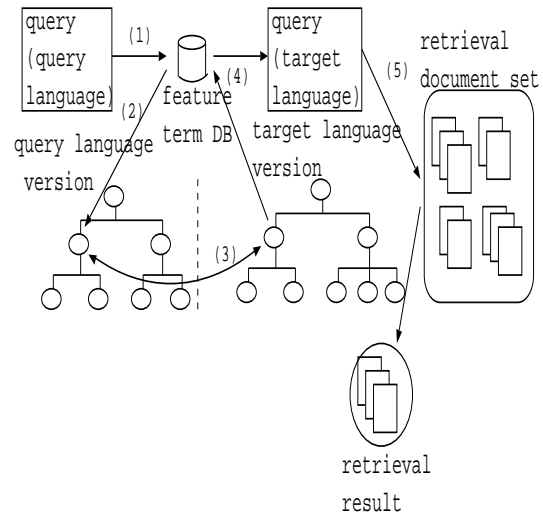 query
(query
language)
(1)
feature
term DB
(4)
query
(target
language)
(5)
retrieval
document set
(2)
query language
version
target language
version
(3)
retrieval
result